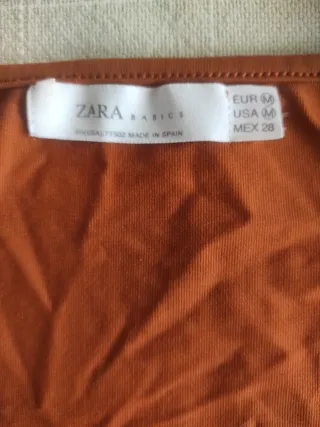 ZARA BASICS
MADE IN SPAIN
EUR M
USA M
MEX 28